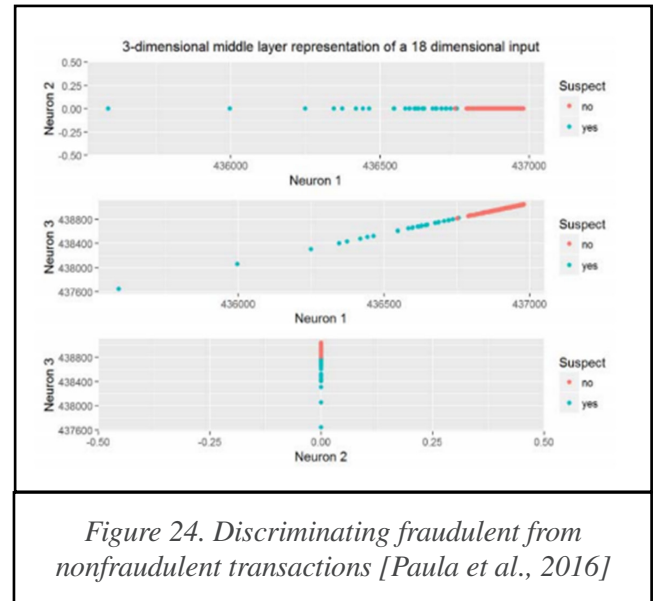 3-dimensional middle layer representation of a 18 dimensional input
0.50
0.25
0.00
-0.25
-0.50
Neuron 2
436000
436500
437000
Neuron 1
Suspect
no
yes
438800
438400
438000
437600
Neuron 3
436000
436500
437000
Neuron 1
Suspect
no
yes
438800
438400
438000
437600
Neuron 3
-0.50
-0.25
0.00
0.25
0.50
Neuron 2
Suspect
no
yes
Figure 24. Discriminating fraudulent from
nonfraudulent transactions [Paula et al., 2016]